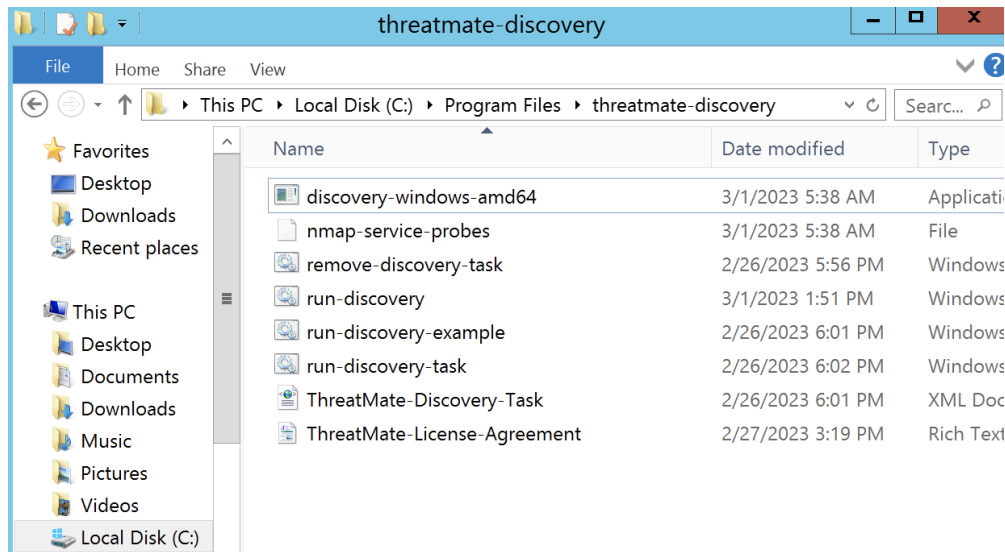 threatmate-discovery
File Home Share View
This PC Local Disk (C:) Program Files threatmate-discovery Searc...
Favorites
Desktop
Downloads
Recent places
This PC
Desktop
Documents
Downloads
Music
Pictures
Videos
Local Disk (C:)
Name Date modified Type
discovery-windows-amd64 3/1/2023 5:38 AM Applicati
nmap-service-probes 3/1/2023 5:38 AM File
remove-discovery-task 2/26/2023 5:56 PM Windows
run-discovery 3/1/2023 1:51 PM Windows
run-discovery-example 2/26/2023 6:01 PM Windows
run-discovery-task 2/26/2023 6:02 PM Windows
ThreatMate-Discovery-Task 2/26/2023 6:01 PM XML Doc
ThreatMate-License-Agreement 2/27/2023 3:19 PM Rich Text